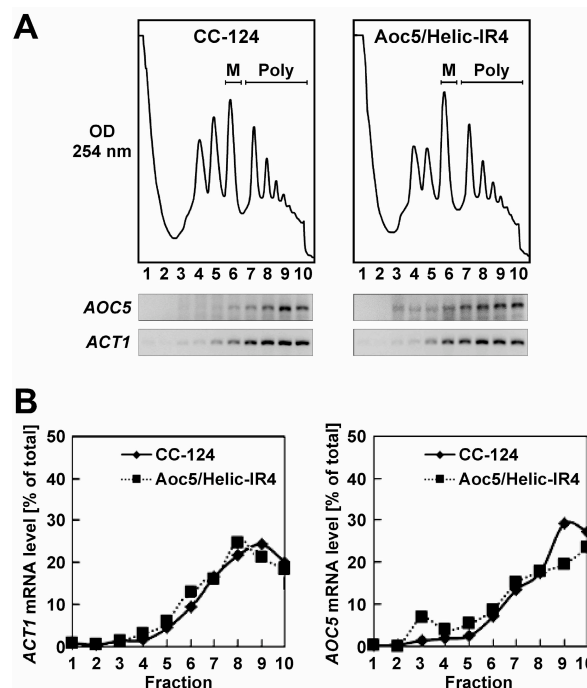 A
CC-124
Aoc5/Helic-IR4
M Poly
M Poly
OD
254 nm
1 2 3 4 5 6 7 8 9 10
1 2 3 4 5 6 7 8 9 10
AOC5
ACT1
B
ACT1 mRNA level [% of total]
50
40
30
20
10
0
CC-124
Aoc5/Helic-IR4
1 2 3 4 5 6 7 8 9 10
Fraction
AOC5 mRNA level [% of total]
50
40
30
20
10
0
CC-124
Aoc5/Helic-IR4
1 2 3 4 5 6 7 8 9 10
Fraction